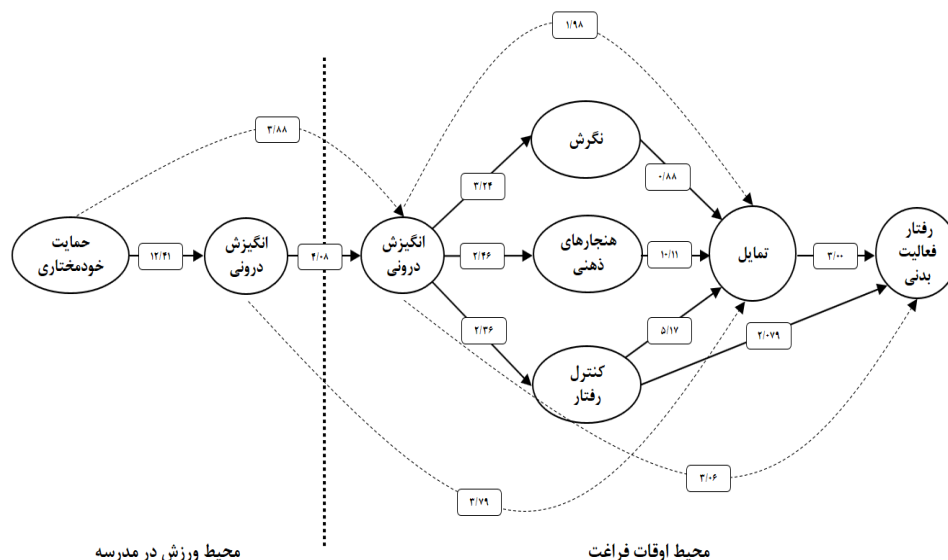 ۱/۹۸
۳/۸۸
نگرش
۳/۲۴
۰/۸۸
حمایت
خودمختاری
۱۲/۴۱
انگیزش
درونی
۴/۰۸
انگیزش
درونی
۲/۴۶
هنجارهای
ذهنی
۱۰/۱۱
تمایل
۳/۰۰
رفتار
فعالیت
بدنی
۲/۳۶
۵/۱۷
۲/۰۷۹
کنترل
رفتار
۳/۷۹
۳/۰۶
محیط ورزش در مدرسه
محیط اوقات فراغت